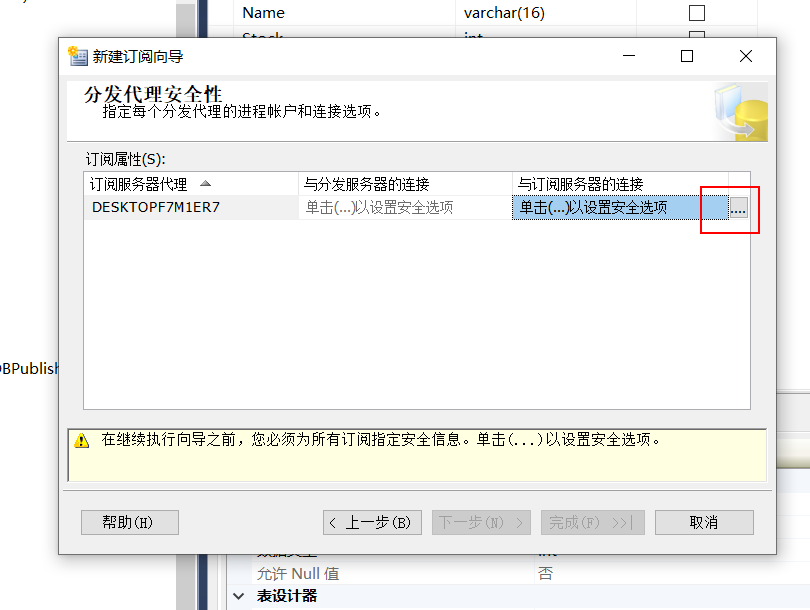 Name varchar(16)
新建订阅向导
分发代理安全性
指定每个分发代理的进程帐户和连接选项。
订阅属性(S):
订阅服务器代理 与分发服务器的连接 与订阅服务器的连接
DESKTOPF7M1ER7 单击(...)以设置安全选项 单击(...)以设置安全选项 ....
BPublish
在继续执行向导之前，您必须为所有订阅指定安全信息。单击(...)以设置安全选项。
帮助(H) < 上一步(B) 下一步(N) > 完成(F) >>| 取消
允许 Null 值 否
表设计器